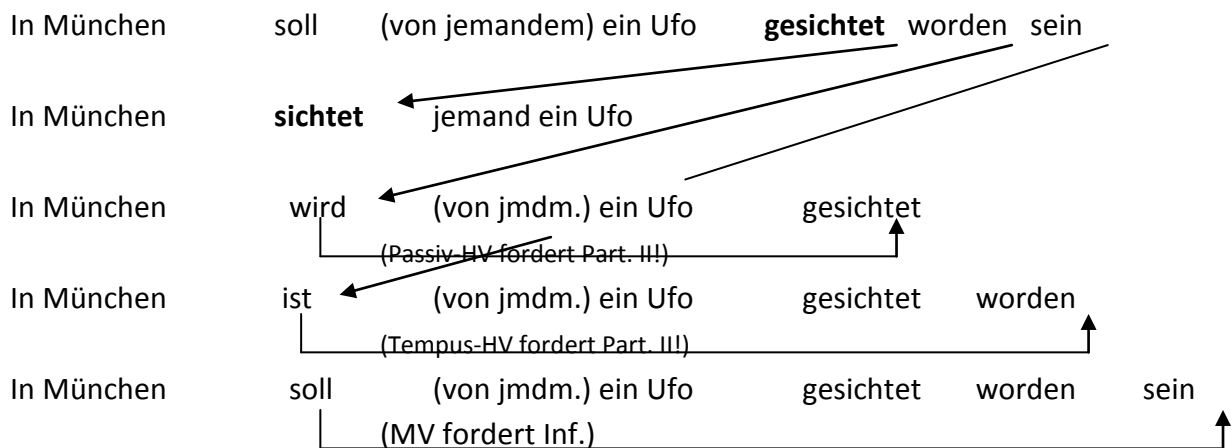 In München soll (von jemandem) ein Ufo gesichtet worden sein
In München sichtet jemand ein Ufo
In München wird (von jmdm.) ein Ufo gesichtet
(Passiv-HV fordert Part. II!)
In München ist (von jmdm.) ein Ufo gesichtet worden
(Tempus-HV fordert Part. II!)
In München soll (von jmdm.) ein Ufo gesichtet worden sein
(MV fordert Inf.)